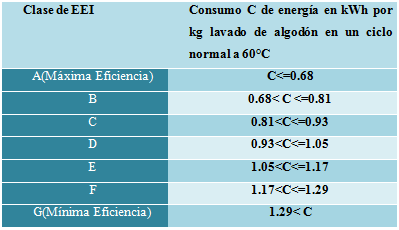 Clase de EEI
Consumo C de energía en kWh por
kg lavado de algodón en un ciclo
normal a 60°C
A(Máxima Eficiencia) C<=0.68
B 0.68< C <=0.81
C 0.81<C<=0.93
D 0.93<C<=1.05
E 1.05<C<=1.17
F 1.17<C<=1.29
G(Mínima Eficiencia) 1.29< C